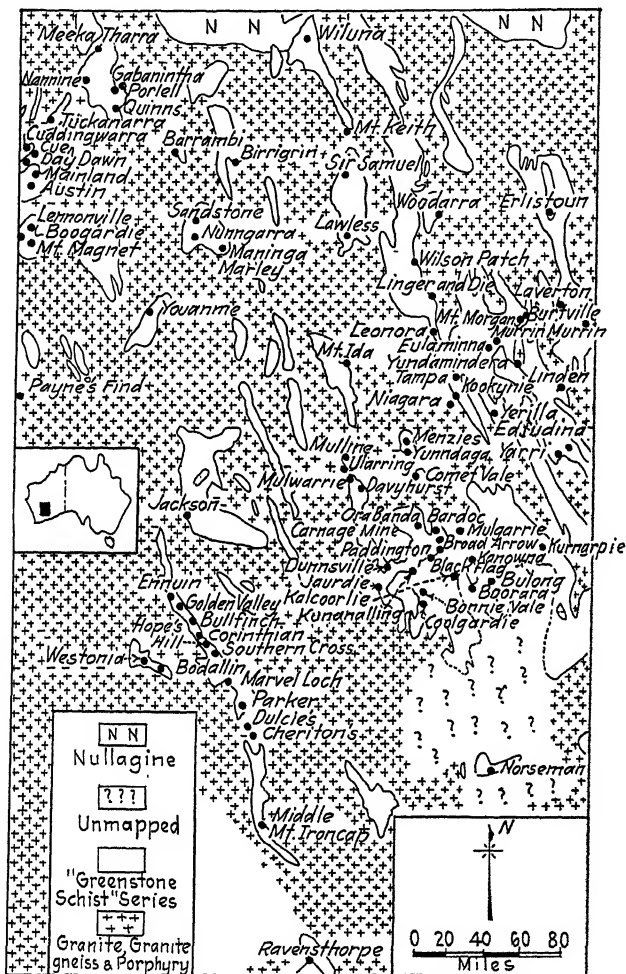 N N
N N
Meeka Tharra
Wiluna
Nannine
Gabanintha
Porlell
Quinns
Tuckanarra
Cuddingwarra
Cue
Day Dawn
Mainland
Austin
Barrambi
Birrigrin
Mt. Keith
Sir Samuel
Woodarra
Erlistoun
Lennonville
Boogardie
Mt. Magnet
Sandstone
Nunngarra
Maninga
Marley
Lawless
Wilson Patch
Linger and Die
Laverton
Mt. Morgan
Burtville
Murrin Murrin
Youanme
Leonora
Eulaminna
Yundamindera
Mt. Ida
Linden
Tampa
Kookynie
Payne's Find
Niagara
Yerilla
Edjudina
Menzies
Yunndaga
Yarri
Mulline
Ularring
Comet Vale
Mulwarrie
Davyhurst
Jackson
Ora Banda
Bardoc
Mulgarrie
Carnage Mine
Broad Arrow
Kurnalpie
Paddington
Kanowna
Dunnsville
Black Flag
Bulong
Jaurdie
Boorara
Ennuin
Kalgoorlie
Bonnie Vale
Golden Valley
Kunanalling
Coolgardie
Bullfinch
Hope's
Hill
Corinthian
Southern Cross
Westonia
Bodallin
Marvel Loch
Parker
Dulcie's
Cheriton's
? ? ?
Norseman
Middle
Mt. Ironcap
Ravensthorpe
N N
Nullagine
? ? ?
Unmapped
"Greenstone
Schist" Series
Granite, Granite
gneiss & Porphyry
N
0 20 40 60 80
Miles